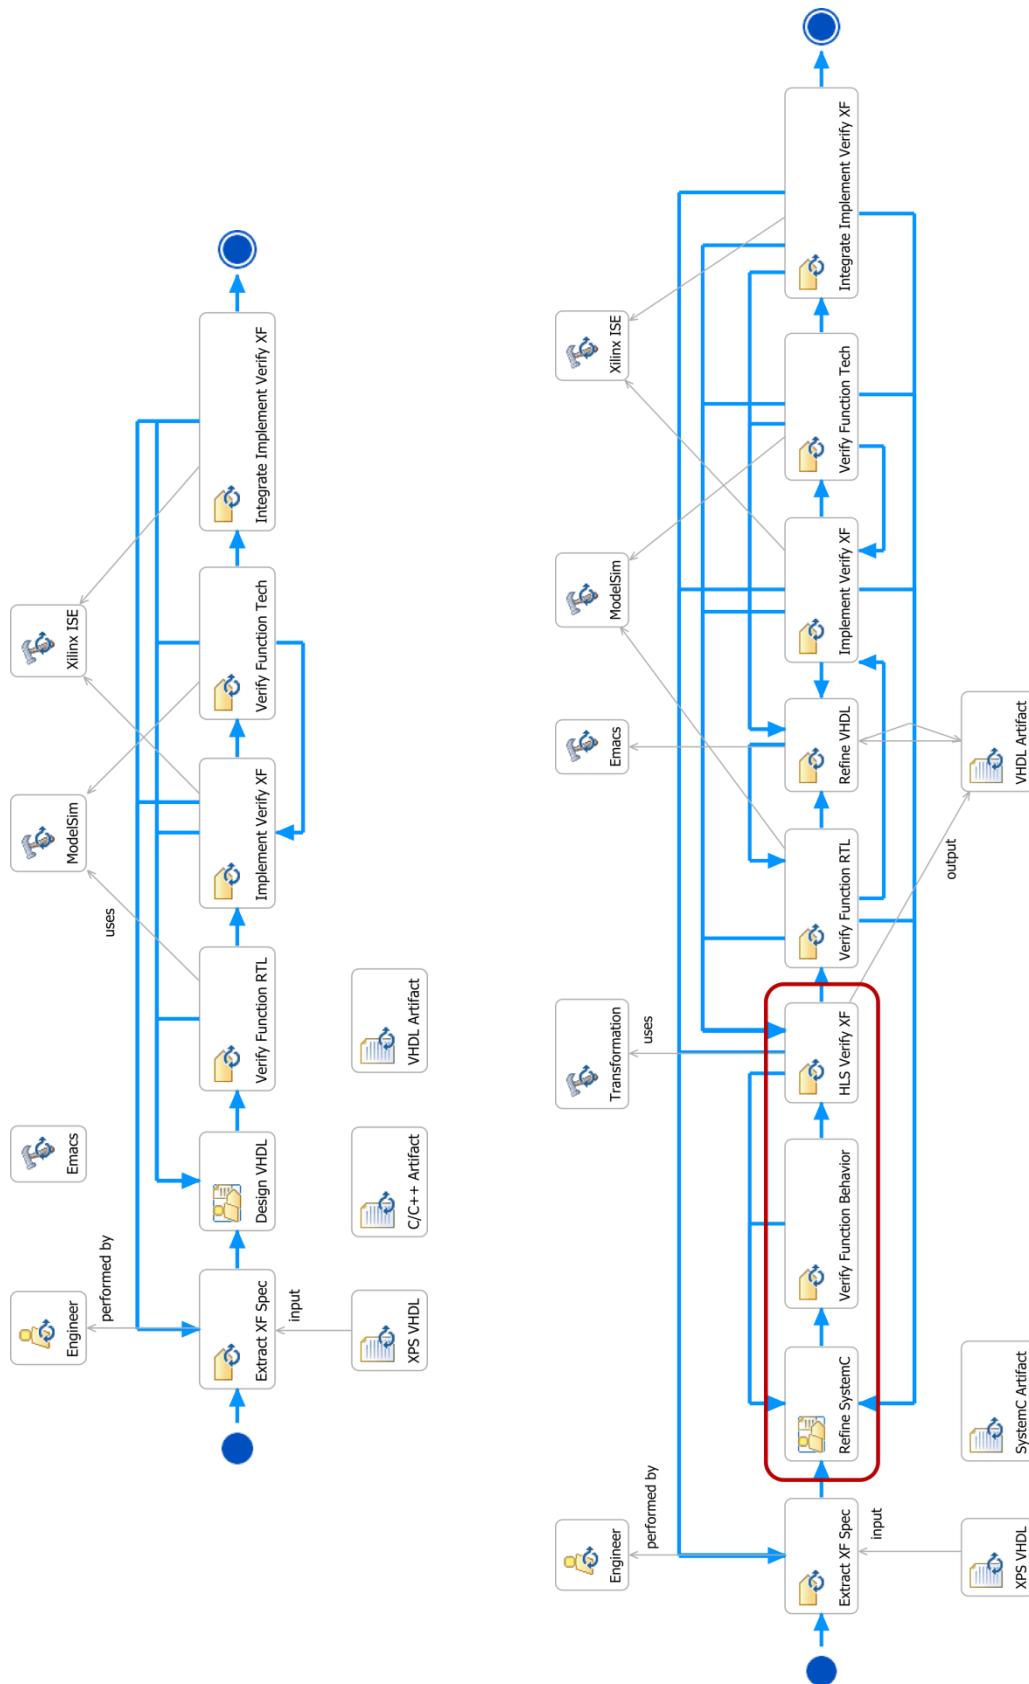 Engineer
Emacs
ModelSim
Xilinx ISE
performed by
uses
Extract XF Spec
Design VHDL
Verify Function RTL
Implement Verify XF
Verify Function Tech
Integrate Implement Verify XF
input
XPS VHDL
C/C++ Artifact
VHDL Artifact
Engineer
Transformation
Emacs
ModelSim
Xilinx ISE
performed by
uses
Extract XF Spec
Refine SystemC
Verify Function Behavior
HLS Verify XF
Verify Function RTL
Refine VHDL
Implement Verify XF
Verify Function Tech
Integrate Implement Verify XF
input
output
XPS VHDL
SystemC Artifact
VHDL Artifact